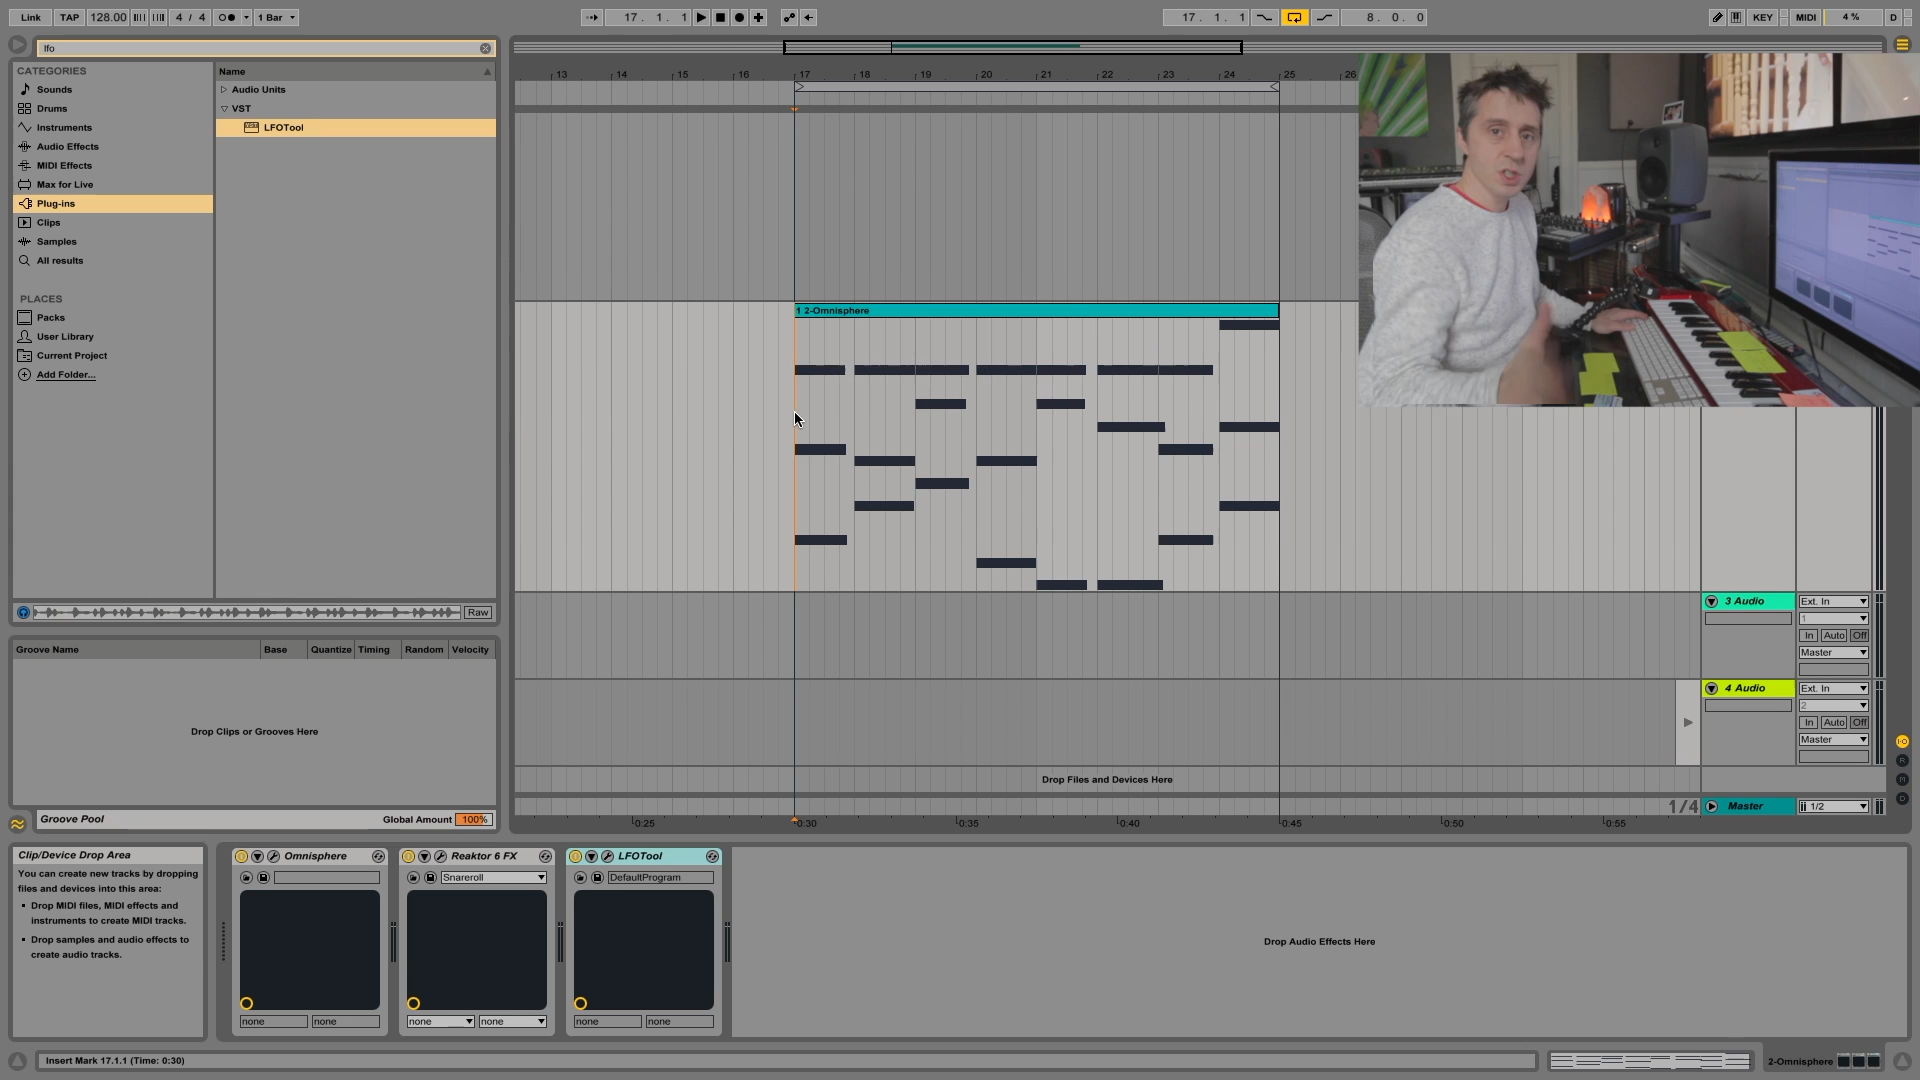 Link TAP 128.00 4 / 4 1 Bar 17. 1. 1 17. 1. 1 8. 0. 0 KEY MIDI 4 % D
lfo
CATEGORIES
Sounds
Drums
Instruments
Audio Effects
MIDI Effects
Max for Live
Plug-ins
Clips
Samples
All results
PLACES
Packs
User Library
Current Project
Add Folder...
Name
Audio Units
VST
LFOTool
Raw
13 14 15 16 17 18 19 20 21 22 23 24 25 26
1 2-Omnisphere
3 Audio Ext. In
1
In Auto Off
Master
4 Audio Ext. In
2
In Auto Off
Master
Drop Files and Devices Here
1/4 Master 1/2
0:25 0:30 0:35 0:40 0:45 0:50 0:55
Groove Name Base Quantize Timing Random Velocity
Drop Clips or Grooves Here
Groove Pool Global Amount 100%
I·O
R
M
D
Clip/Device Drop Area
You can create new tracks by dropping
files and devices into this area:
Drop MIDI files, MIDI effects and
instruments to create MIDI tracks.
Drop samples and audio effects to
create audio tracks.
Omnisphere
none none
Reaktor 6 FX
Snareroll
none none
LFOTool
DefaultProgram
none none
Drop Audio Effects Here
Insert Mark 17.1.1 (Time: 0:30)
2-Omnisphere